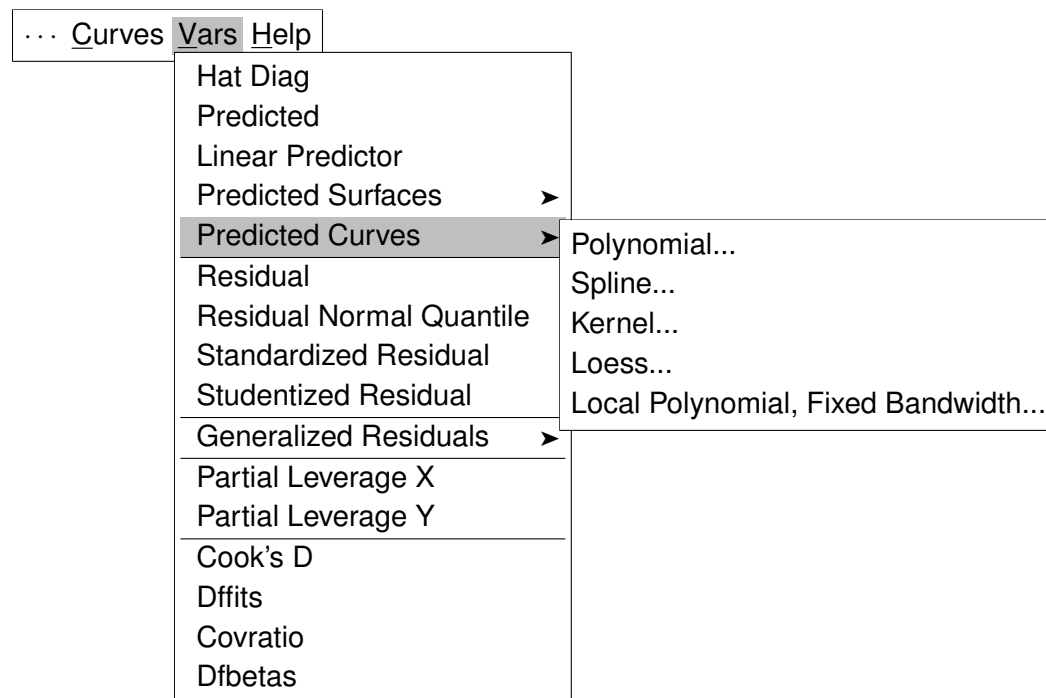 ··· Curves Vars Help
Hat Diag
Predicted
Linear Predictor
Predicted Surfaces ➤
Predicted Curves ➤
Residual
Residual Normal Quantile
Standardized Residual
Studentized Residual
Generalized Residuals ➤
Partial Leverage X
Partial Leverage Y
Cook's D
Dffits
Covratio
Dfbetas
Polynomial...
Spline...
Kernel...
Loess...
Local Polynomial, Fixed Bandwidth...